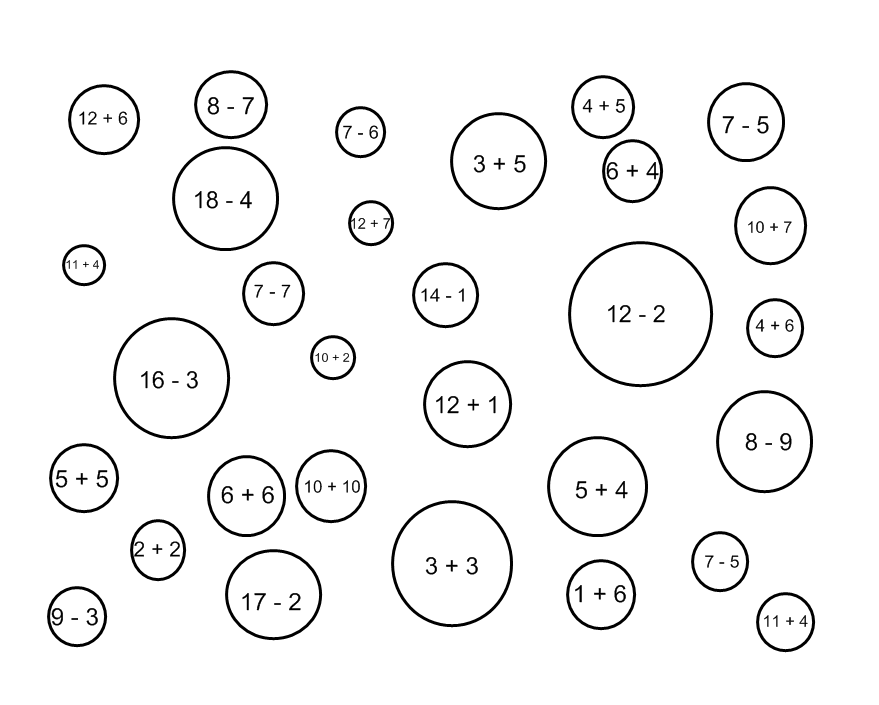 12 + 6
8 - 7
7 - 6
3 + 5
4 + 5
7 - 5
6 + 4
18 - 4
12 + 7
10 + 7
11 + 4
7 - 7
14 - 1
12 - 2
4 + 6
10 + 2
16 - 3
12 + 1
8 - 9
5 + 5
6 + 6
10 + 10
5 + 4
2 + 2
3 + 3
7 - 5
17 - 2
1 + 6
9 - 3
11 + 4